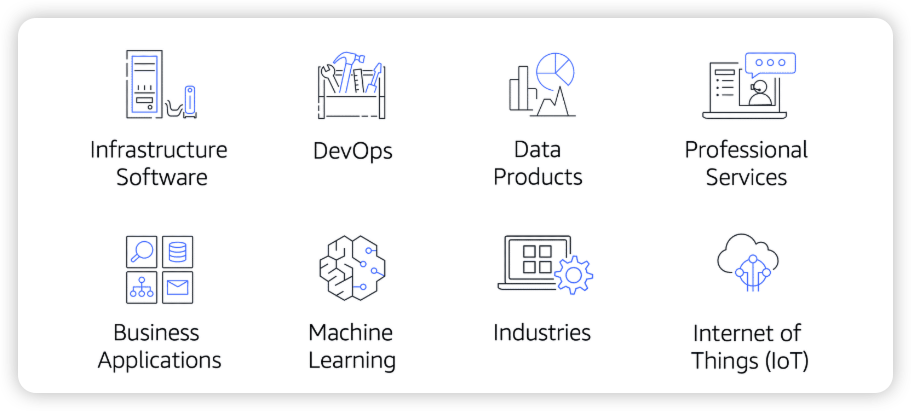 Infrastructure
Software
DevOps
Data
Products
Professional
Services
Business
Applications
Machine
Learning
Industries
Internet of
Things (IoT)